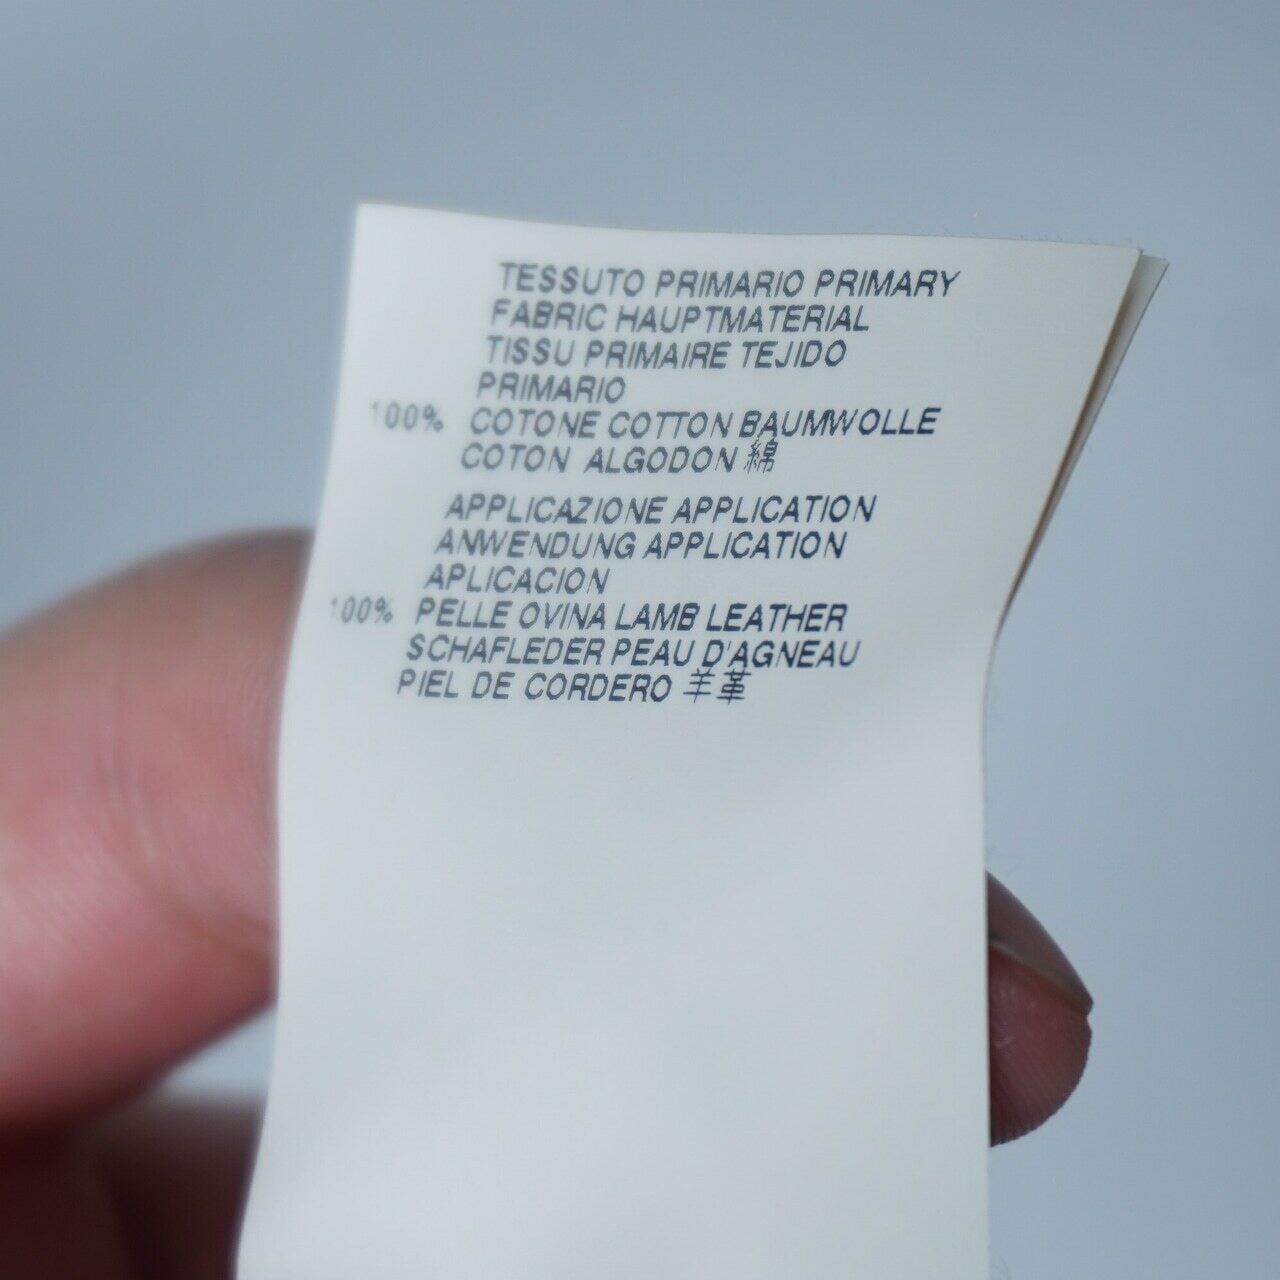 TESSUTO PRIMARIO PRIMARY
FABRIC HAUPTMATERIAL
TISSU PRIMAIRE TEJIDO
PRIMARIO
100% COTONE COTTON BAUMWOLLE
COTON ALGODON 綿
APPLICAZIONE APPLICATION
ANWENDUNG APPLICATION
APLICACION
100% PELLE OVINA LAMB LEATHER
SCHAFLEDER PEAU D'AGNEAU
PIEL DE CORDERO 羊革